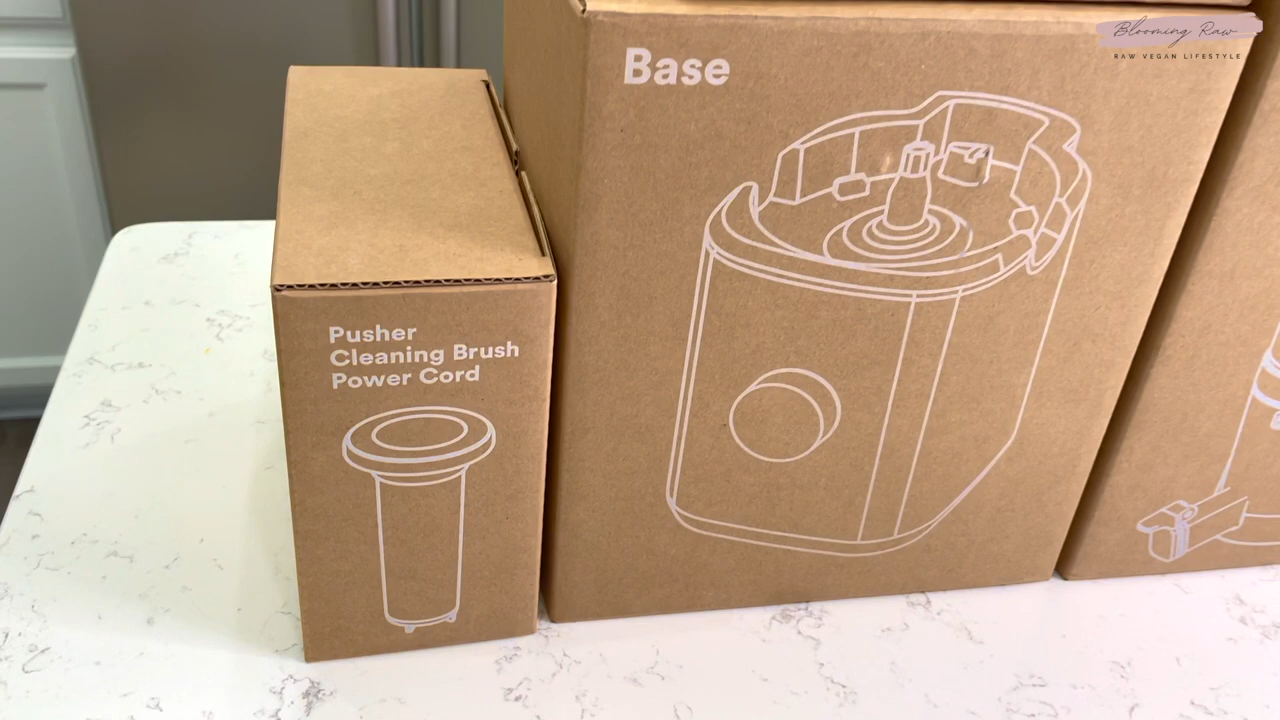 Blooming Raw
RAW VEGAN LIFESTYLE
Base
Pusher
Cleaning Brush
Power Cord